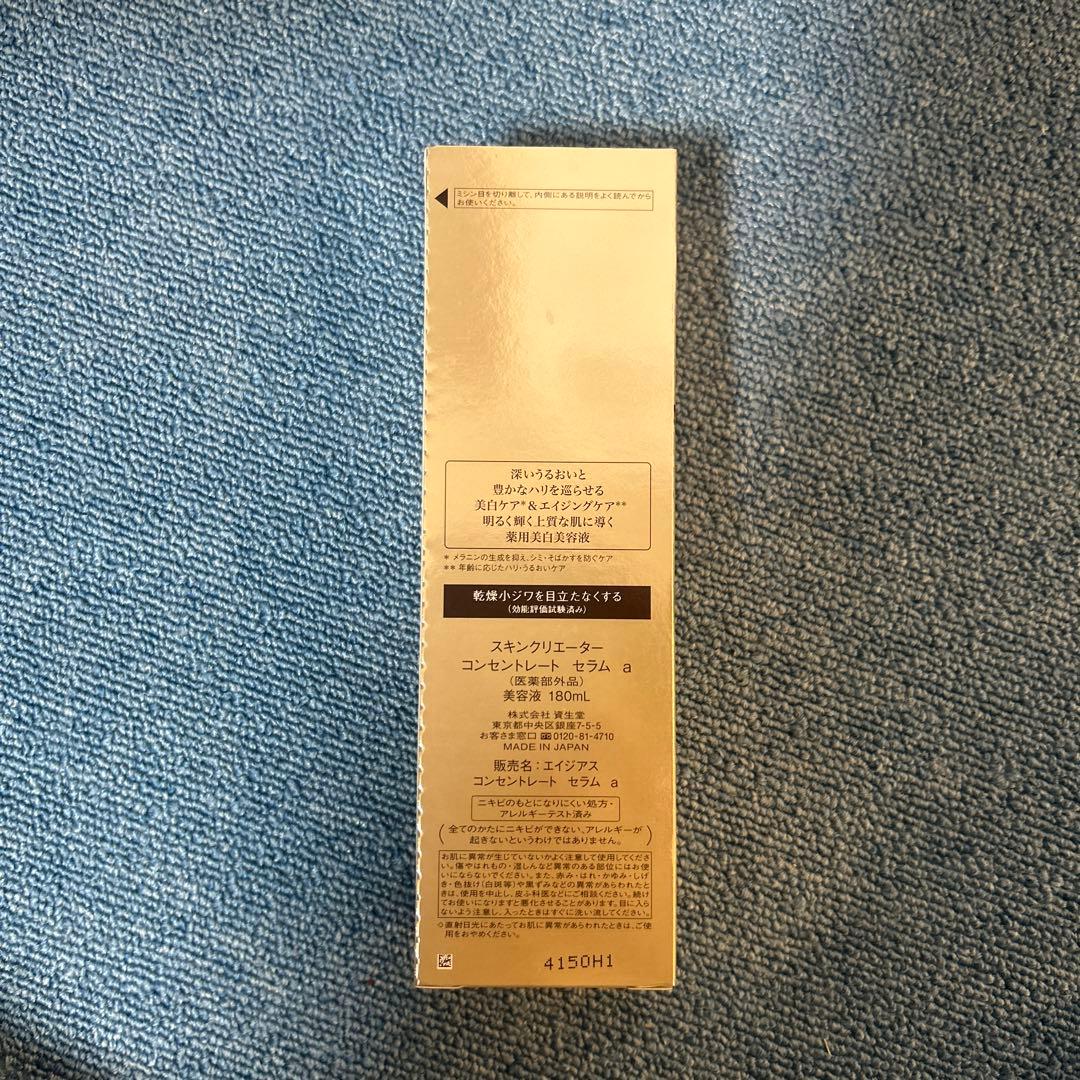 ミシン目を切り離して、内側にある説明をよく読んでから
お使いください。
深いうるおいと
豊かなハリを巡らせる
美白ケア*&エイジングケア**
明るく輝く上質な肌に導く
薬用美白美容液
* メラニンの生成を抑え、シミ・そばかすを防ぐケア
** 年齢に応じたハリ・うるおいケア
乾燥小ジワを目立たなくする
(効能評価試験済み)
スキンクリエーター
コンセントレート セラム a
(医薬部外品)
美容液 180mL
株式会社 資生堂
東京都中央区銀座7-5-5
お客さま窓口 0120-81-4710
MADE IN JAPAN
販売名:エイジアス
コンセントレート セラム a
ニキビのもとになりにくい処方・
アレルギーテスト済み
(全てのかたにニキビができない、アレルギーが
起きないというわけではありません。)
お肌に異常が生じていないかよく注意して使用してくださ
い。傷やはれもの・湿しんなど異常のある部位にはお使
いにならないでください。また、赤み・はれ・かゆみ・しげ
き・色抜け(白斑等)や黒ずみなどの異常があらわれたと
きは、使用を中止し、皮ふ科医などにご相談ください。続け
てお使いになりますと悪化させることがあります。目に入ら
ないよう注意し、入ったときはすぐに洗い流してください。
◇直射日光にあたってお肌に異常があらわれたときは、ご使
用をおやめください。
4150H1